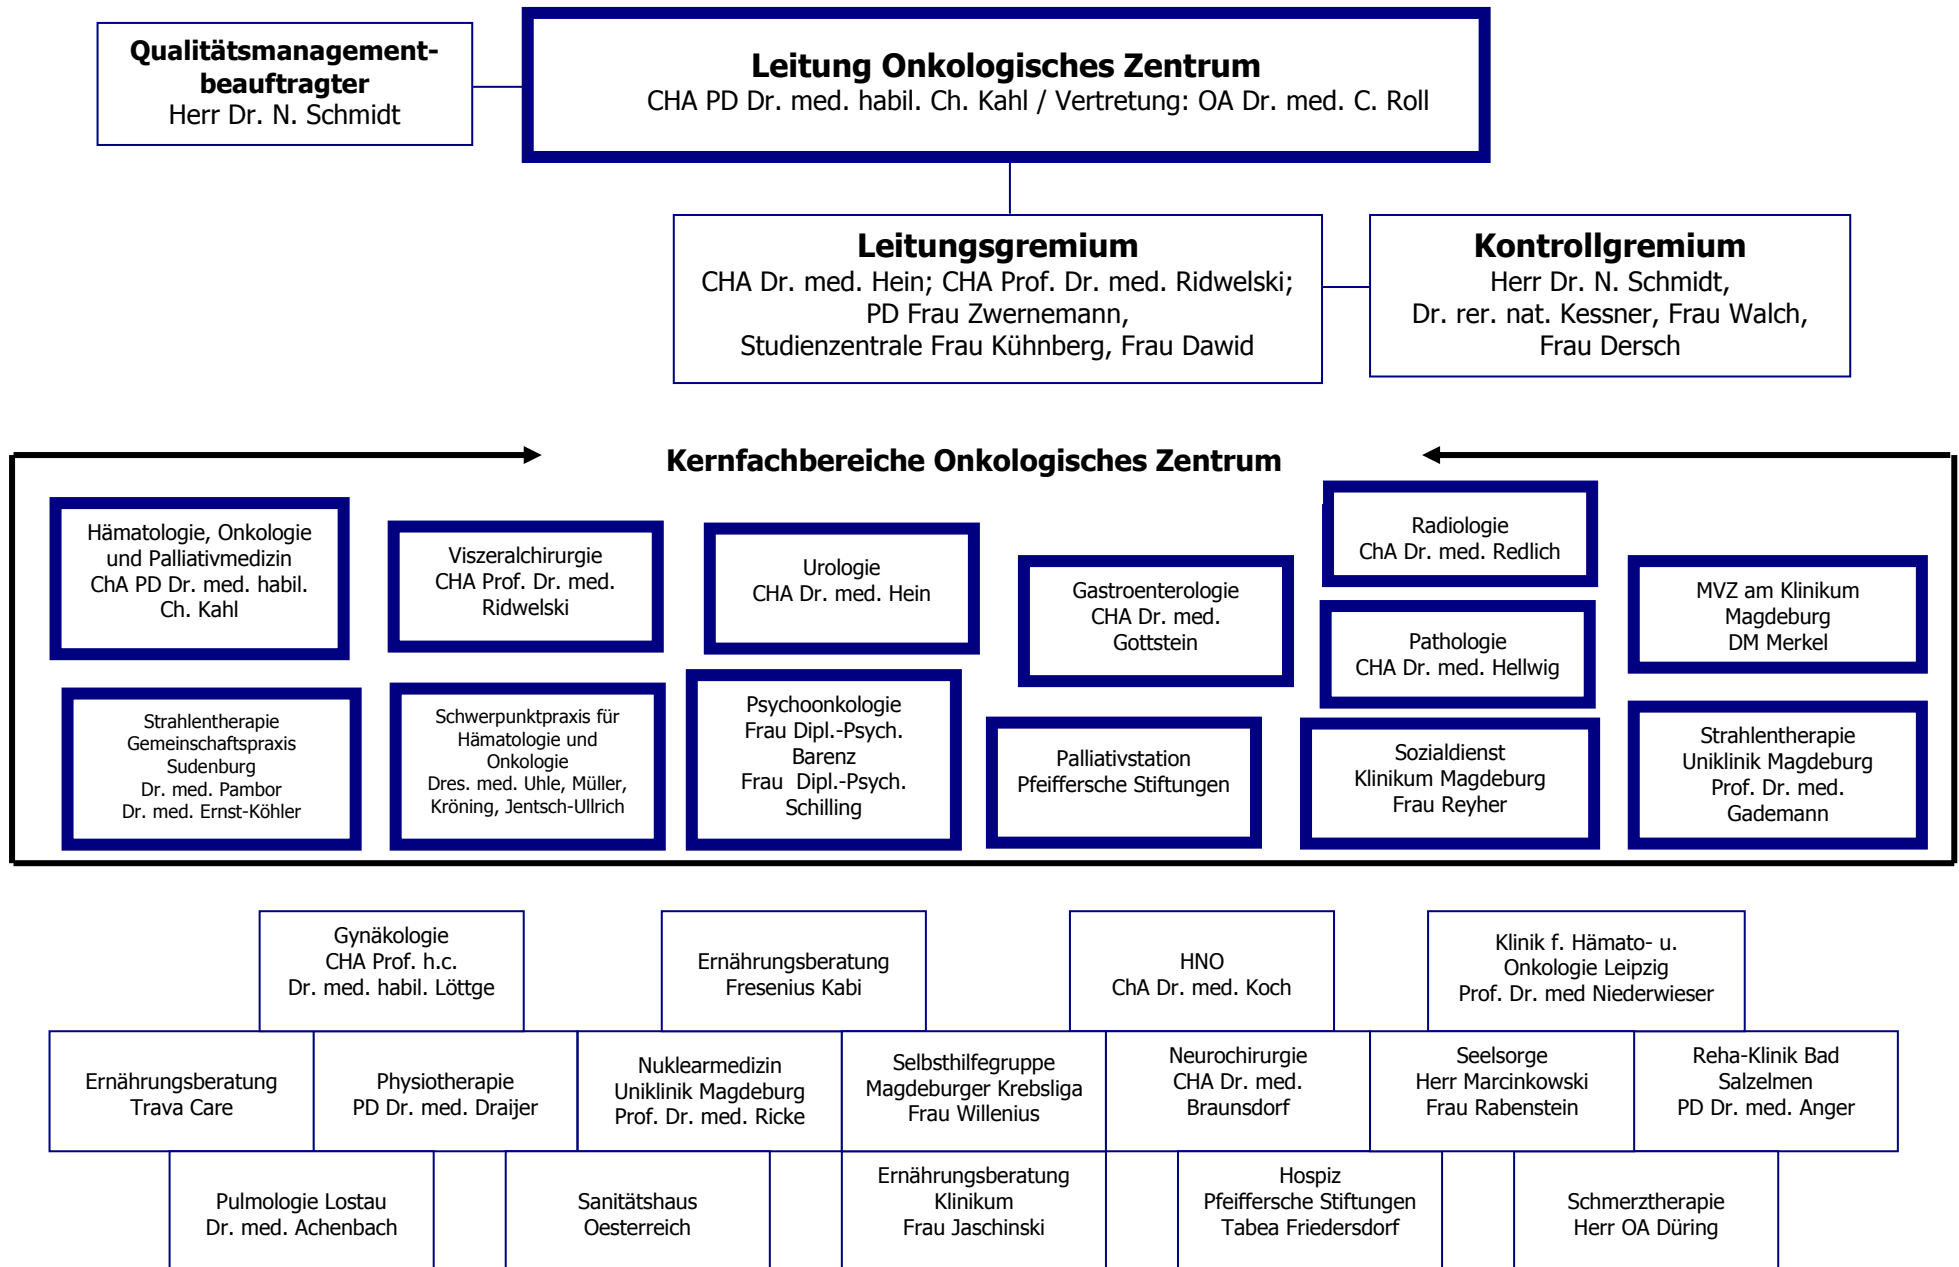 Qualitätsmanagement-
beauftragter
Herr Dr. N. Schmidt
Leitung Onkologisches Zentrum
CHA PD Dr. med. habil. Ch. Kahl / Vertretung: OA Dr. med. C. Roll
Leitungsgremium
CHA Dr. med. Hein; CHA Prof. Dr. med. Ridwelski;
PD Frau Zwernemann,
Studienzentrale Frau Kühnberg, Frau Dawid
Kontrollgremium
Herr Dr. N. Schmidt,
Dr. rer. nat. Kessner, Frau Walch,
Frau Dersch
Kernfachbereiche Onkologisches Zentrum
Hämatologie, Onkologie
und Palliativmedizin
ChA PD Dr. med. habil.
Ch. Kahl
Viszeralchirurgie
CHA Prof. Dr. med.
Ridwelski
Urologie
CHA Dr. med. Hein
Gastroenterologie
CHA Dr. med.
Gottstein
Radiologie
ChA Dr. med. Redlich
Pathologie
CHA Dr. med. Hellwig
MVZ am Klinikum
Magdeburg
DM Merkel
Strahlentherapie
Gemeinschaftspraxis
Sudenburg
Dr. med. Pambor
Dr. med. Ernst-Köhler
Schwerpunktpraxis für
Hämatologie und
Onkologie
Dres. med. Uhle, Müller,
Kröning, Jentsch-Ullrich
Psychoonkologie
Frau Dipl.-Psych.
Barenz
Frau  Dipl.-Psych.
Schilling
Palliativstation
Pfeiffersche Stiftungen
Sozialdienst
Klinikum Magdeburg
Frau Reyher
Strahlentherapie
Uniklinik Magdeburg
Prof. Dr. med.
Gademann
Gynäkologie
CHA Prof. h.c.
Dr. med. habil. Löttge
Ernährungsberatung
Fresenius Kabi
HNO
ChA Dr. med. Koch
Klinik f. Hämato- u.
Onkologie Leipzig
Prof. Dr. med Niederwieser
Ernährungsberatung
Trava Care
Physiotherapie
PD Dr. med. Draijer
Nuklearmedizin
Uniklinik Magdeburg
Prof. Dr. med. Ricke
Selbsthilfegruppe
Magdeburger Krebsliga
Frau Willenius
Neurochirurgie
CHA Dr. med.
Braunsdorf
Seelsorge
Herr Marcinkowski
Frau Rabenstein
Reha-Klinik Bad
Salzelmen
PD Dr. med. Anger
Pulmologie Lostau
Dr. med. Achenbach
Sanitätshaus
Oesterreich
Ernährungsberatung
Klinikum
Frau Jaschinski
Hospiz
Pfeiffersche Stiftungen
Tabea Friedersdorf
Schmerztherapie
Herr OA Düring